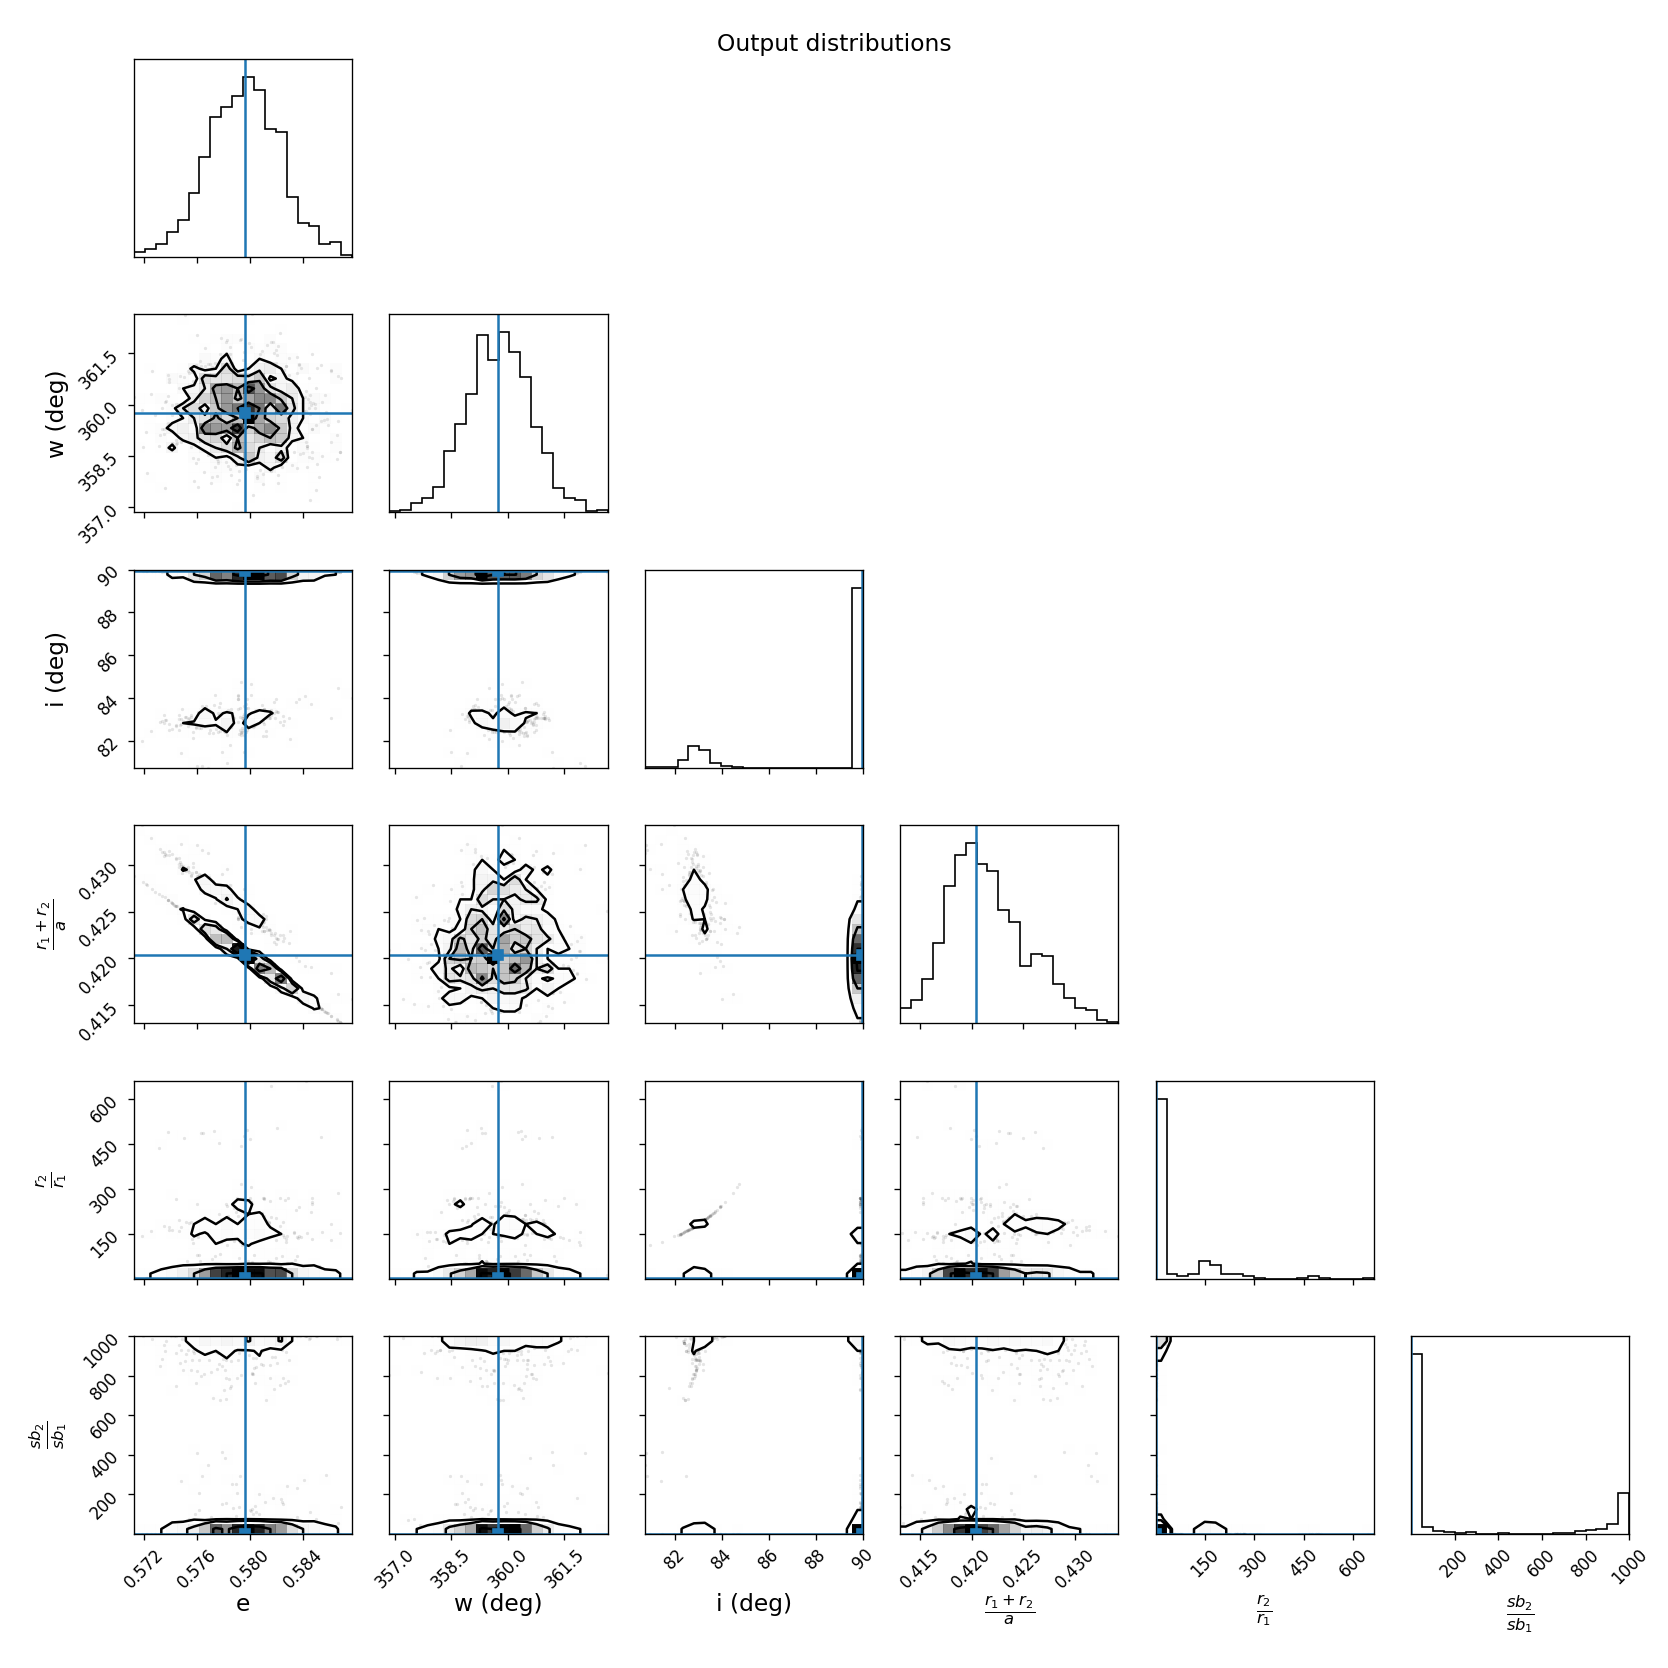 Output distributions
w (deg)
361.5
360.0
358.5
357.0
i (deg)
90
88
86
84
82
r₁ + r₂
a
0.430
0.425
0.420
0.415
r₂
r₁
600
450
300
150
sb₂
sb₁
1000
800
600
400
200
0.572 0.576 0.580 0.584 357.0 358.5 360.0 361.5 82 84 86 88 90 0.415 0.420 0.425 0.430 150 300 450 600 200 400 600 800 1000
e w (deg) i (deg)
r₁ + r₂ r₂ sb₂
a r₁ sb₁